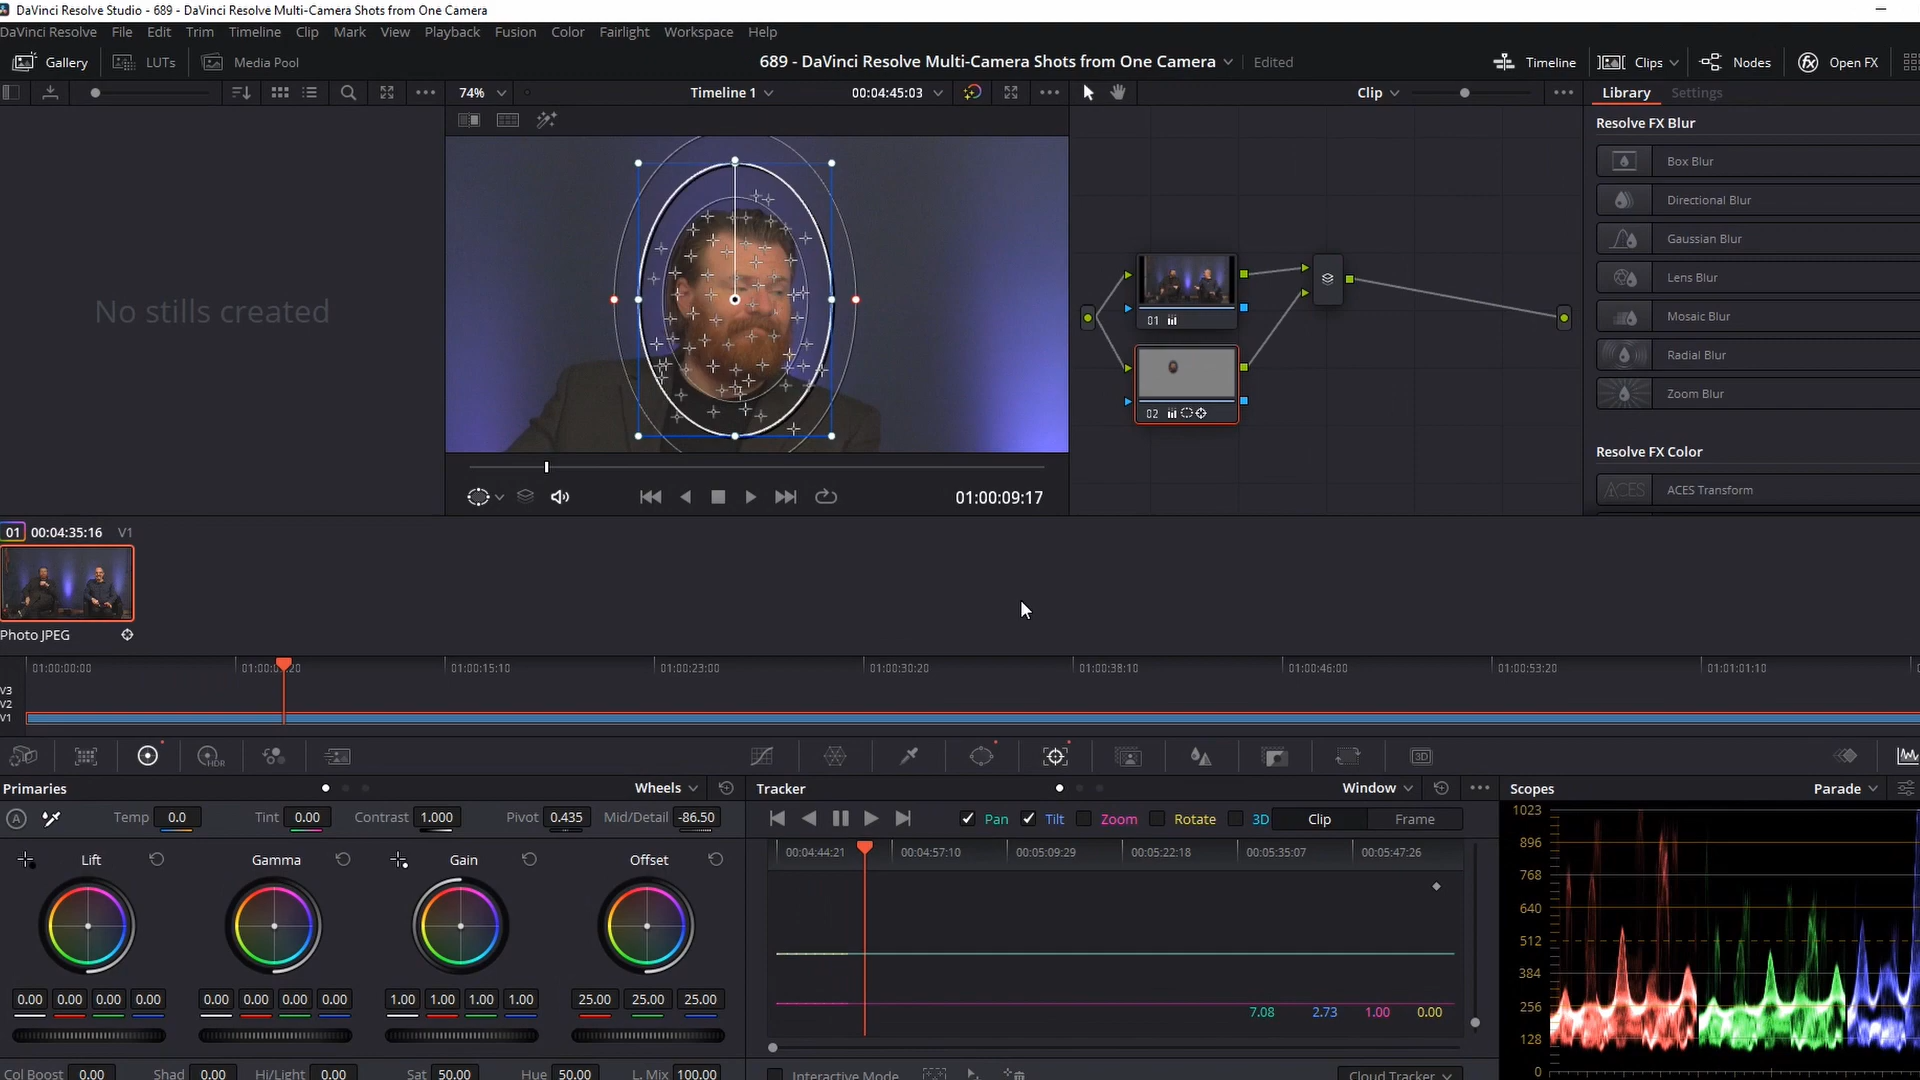 DaVinci Resolve Studio - 689 - DaVinci Resolve Multi-Camera Shots from One Camera
DaVinci Resolve File Edit Trim Timeline Clip Mark View Playback Fusion Color Fairlight Workspace Help
Gallery LUTs Media Pool 689 - DaVinci Resolve Multi-Camera Shots from One Camera Edited Timeline Clips Nodes Open FX
74% Timeline 1 00:04:45:03 Clip Library Settings
Resolve FX Blur
Box Blur
Directional Blur
Gaussian Blur
Lens Blur
Mosaic Blur
Radial Blur
Zoom Blur
Resolve FX Color
ACES ACES Transform
No stills created
01
02
01:00:09:17
01 00:04:35:16 V1
Photo JPEG
01:00:00:00 01:00:15:10 01:00:23:00 01:00:30:20 01:00:38:10 01:00:46:00 01:00:53:20 01:01:01:10
V3
V2
V1
HDR 3D
Primaries Wheels Tracker Window Scopes Parade
A Temp 0.0 Tint 0.00 Contrast 1.000 Pivot 0.435 Mid/Detail -86.50 Pan Tilt Zoom Rotate 3D Clip Frame
Lift Gamma Gain Offset
00:04:44:21 00:04:57:10 00:05:09:29 00:05:22:18 00:05:35:07 00:05:47:26
0.00 0.00 0.00 0.00 0.00 0.00 0.00 0.00 1.00 1.00 1.00 1.00 25.00 25.00 25.00
7.08 2.73 1.00 0.00
Col Boost 0.00 Shad 0.00 Hi/Light 0.00 Sat 50.00 Hue 50.00 L. Mix 100.00 Interactive Mode Cloud Tracker
1023
896
768
640
512
384
256
128
0